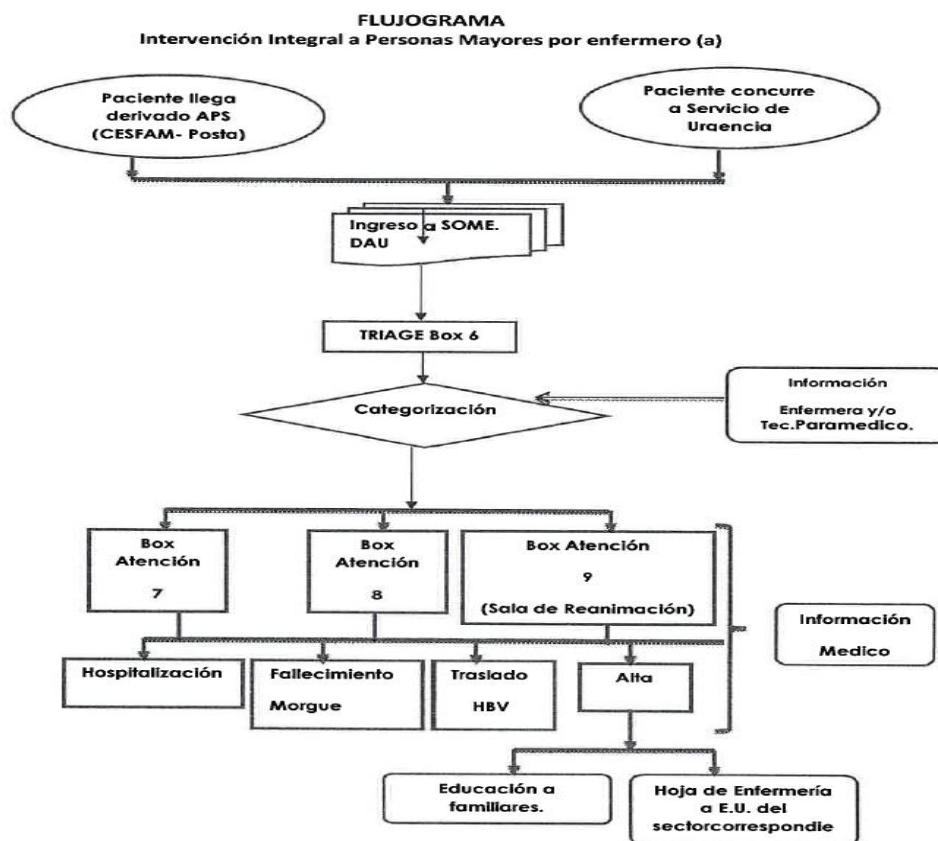 FLUJOGRAMA
Intervención Integral a Personas Mayores por enfermero (a)
Paciente llega
derivado APS
(CESFAM- Posta)
Paciente concurre
a Servicio de
Urgencia
Ingreso a SOME.
DAU
TRIAGE Box 6
Categorización
Información
Enfermera y/o
Tec.Paramedico.
Box
Atención
7
Box
Atención
8
Box Atención
9
(Sala de Reanimación)
Información
Medico
Hospitalización
Fallecimiento
Morgue
Traslado
HBV
Alta
Educación a
familiares.
Hoja de Enfermería
a E.U. del
sectorcorrespondie